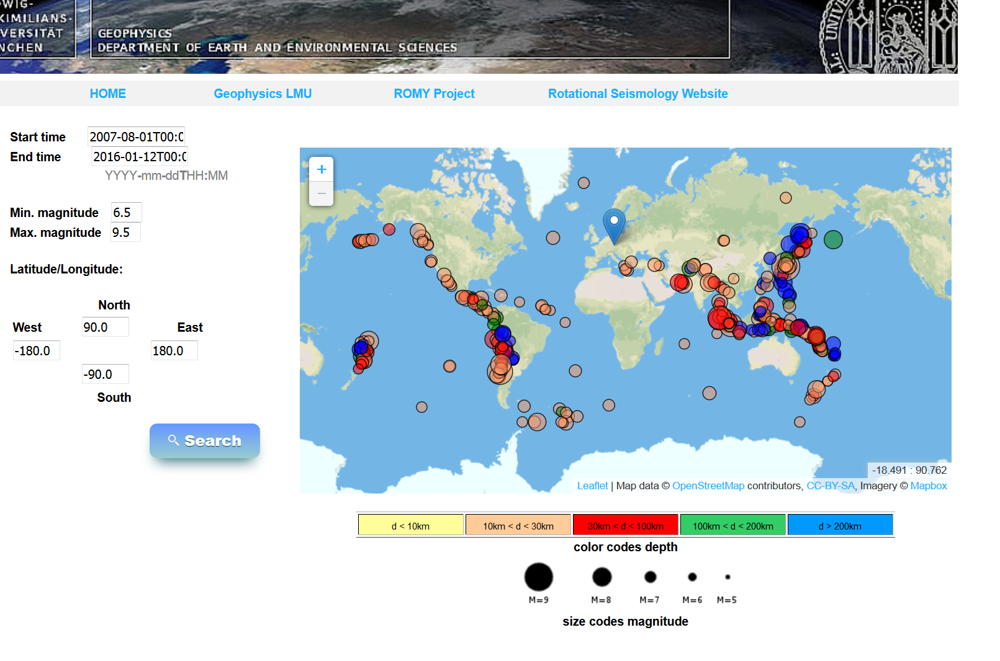 WIG-
XIMILIANS-
VERSITÄT
NCHEN
GEOPHYSICS
DEPARTMENT OF EARTH AND ENVIRONMENTAL SCIENCES
HOME Geophysics LMU ROMY Project Rotational Seismology Website
Start time 2007-08-01T00:0
End time 2016-01-12T00:0
YYYY-mm-ddTHH:MM
Min. magnitude 6.5
Max. magnitude 9.5
Latitude/Longitude:
North
West 90.0 East
-180.0 180.0
-90.0
South
Search
+
−
-18.491 : 90.762
Leaflet | Map data © OpenStreetMap contributors, CC-BY-SA, Imagery © Mapbox
d < 10km 10km < d < 30km 30km < d < 100km 100km < d < 200km d > 200km
color codes depth
M=9 M=8 M=7 M=6 M=5
size codes magnitude